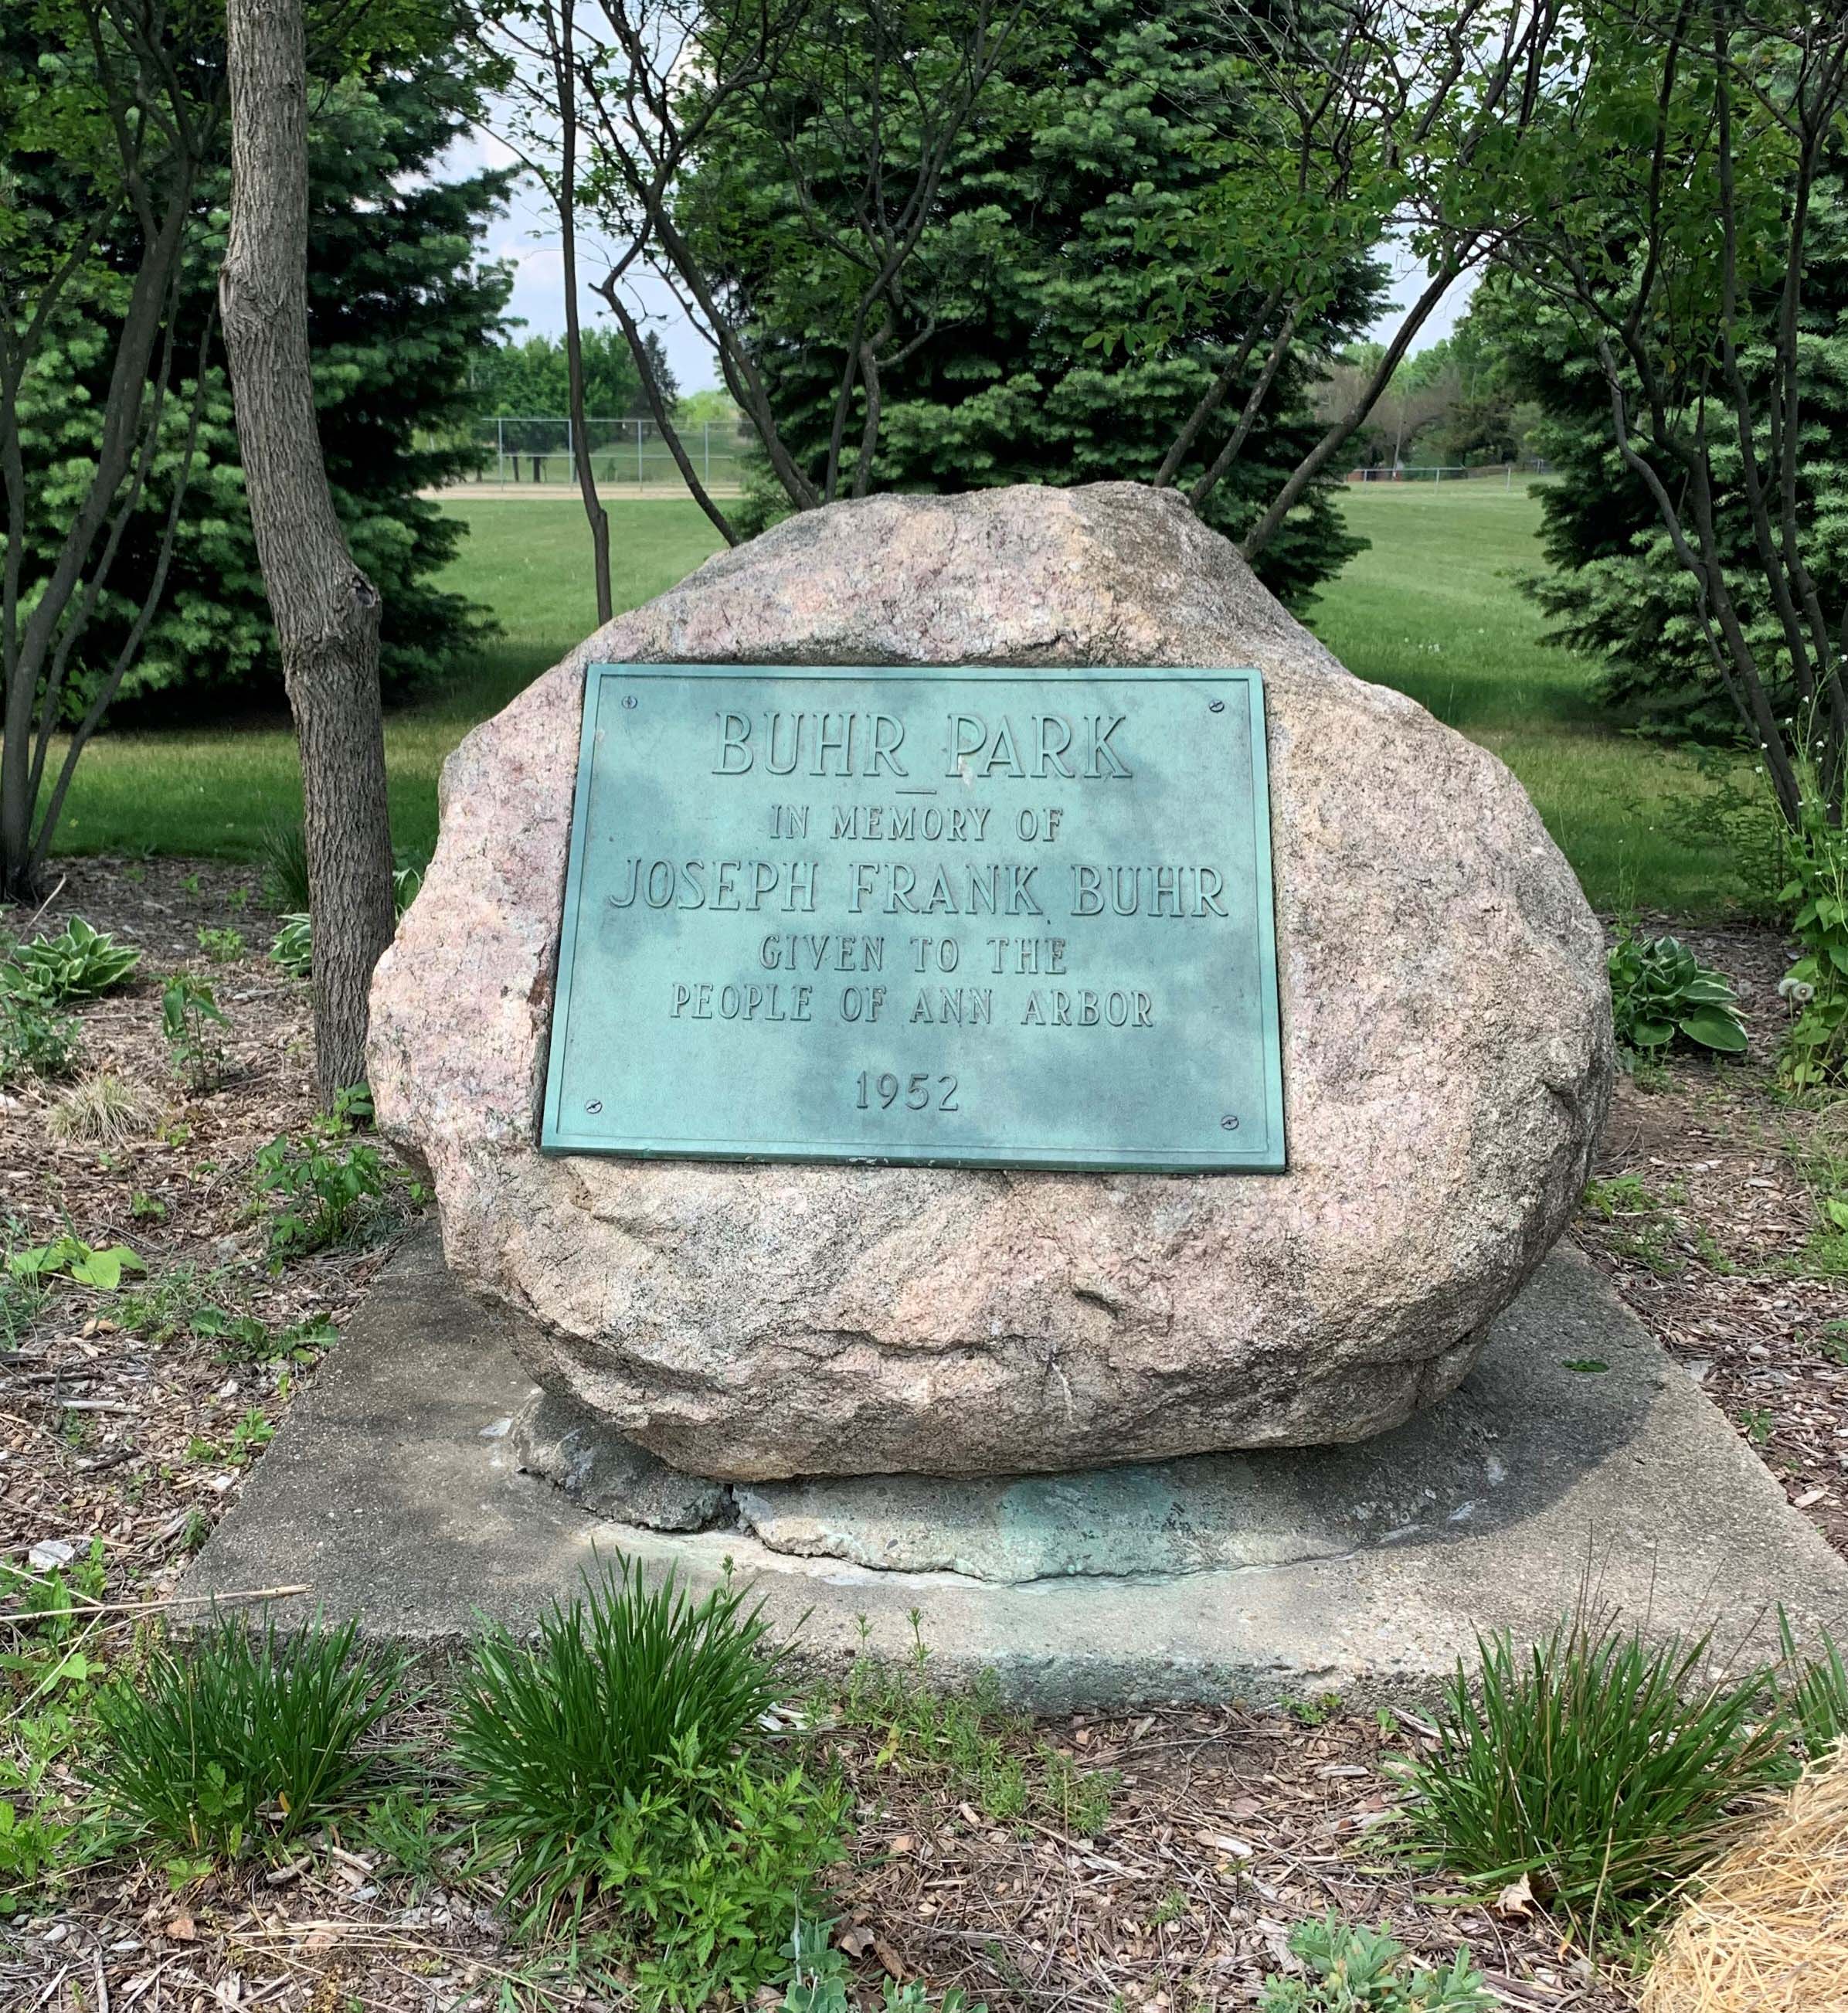 BUHR PARK
IN MEMORY OF
JOSEPH FRANK BUHR
GIVEN TO THE
PEOPLE OF ANN ARBOR
1952